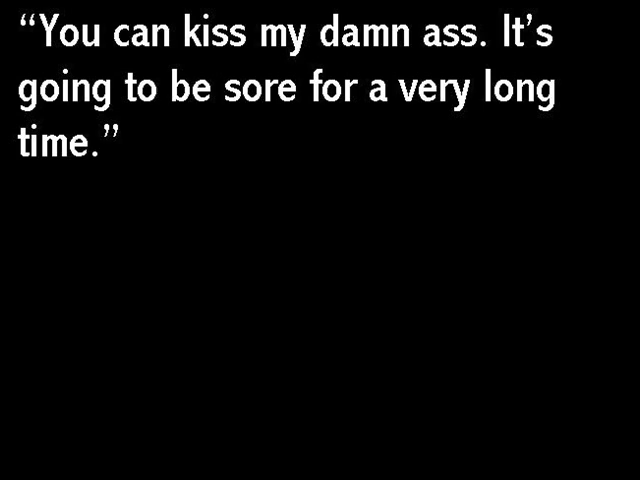 “You can kiss my damn ass. It’s
going to be sore for a very long
time.”